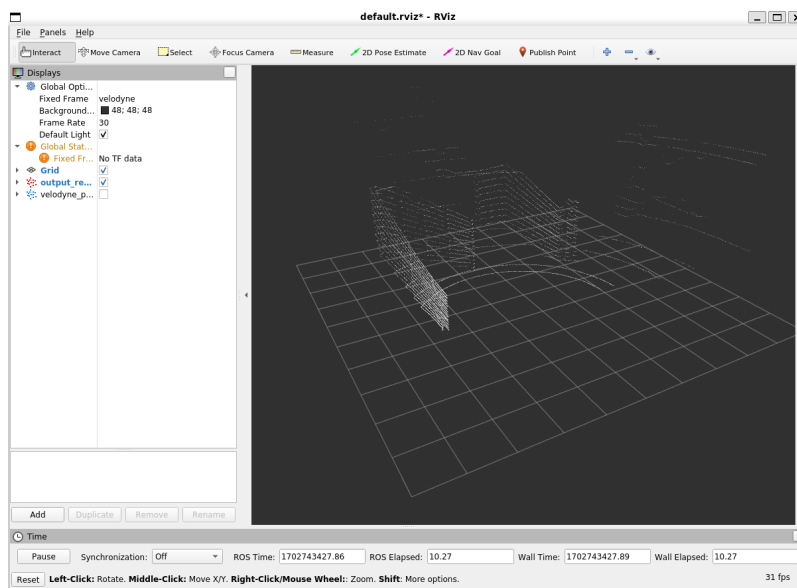 default.rviz* - RViz
File Panels Help
Interact Move Camera Select Focus Camera Measure 2D Pose Estimate 2D Nav Goal Publish Point
Displays
Global Opti...
Fixed Frame velodyne
Background... 48; 48; 48
Frame Rate 30
Default Light
Global Stat...
Fixed Fr... No TF data
Grid
output_re...
velodyne_p...
Add Duplicate Remove Rename
Time
Pause Synchronization: Off ROS Time: 1702743427.86 ROS Elapsed: 10.27 Wall Time: 1702743427.89 Wall Elapsed: 10.27
Reset Left-Click: Rotate. Middle-Click: Move X/Y. Right-Click/Mouse Wheel:: Zoom. Shift: More options. 31 fps